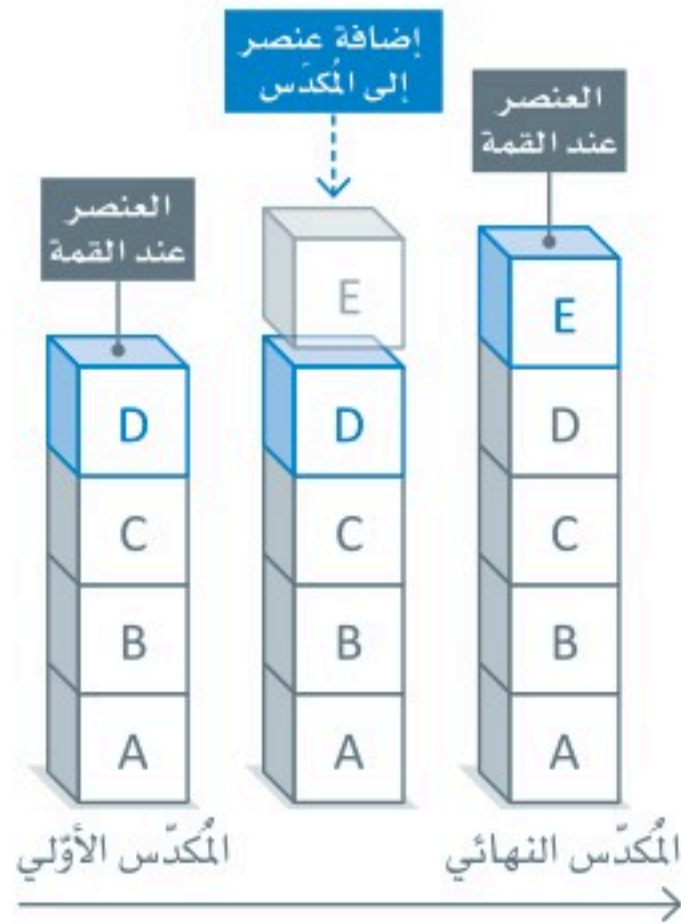 إضافة عنصر
إلى المُكدّس
العنصر
عند القمة
العنصر
عند القمة
E
D
C
B
A
D
C
B
A
E
D
C
B
A
المُكدّس الأوّلي
المُكدّس النهائي